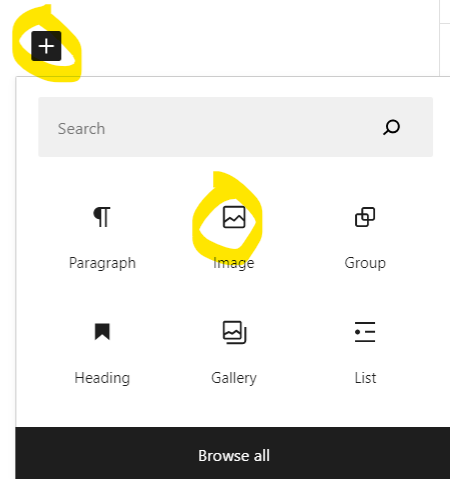 Search
Paragraph Image Group
Heading Gallery List
Browse all